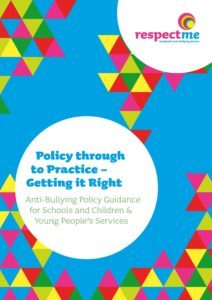 respectme
Scotland's Anti-Bullying Service
Policy through
to Practice –
Getting it Right
Anti-Bullying Policy Guidance
for Schools and Children &
Young People's Services